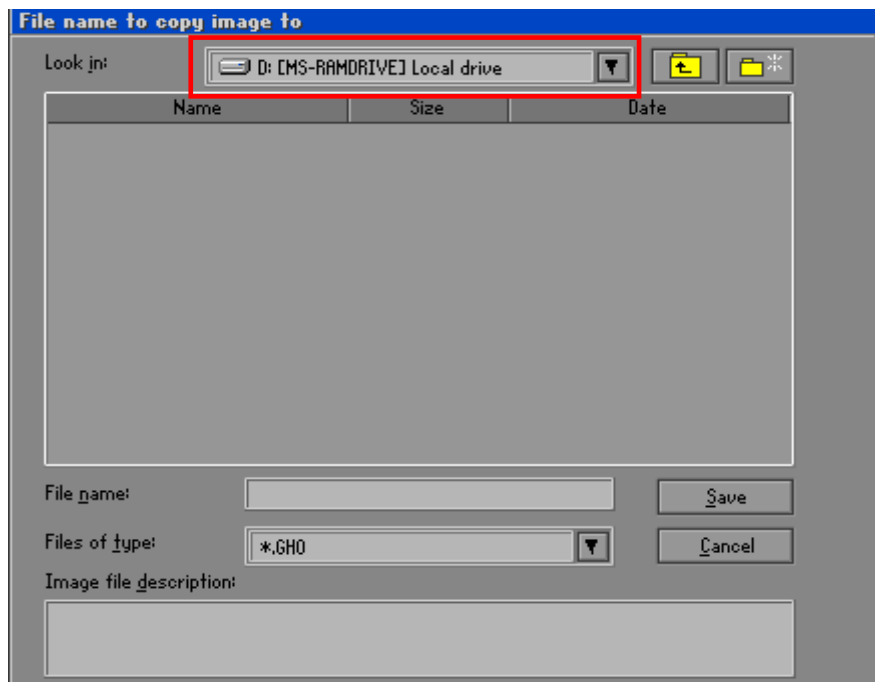 File name to copy image to
Look in: D: [MS-RAMDRIVE] Local drive
Name Size Date
File name: Save
Files of type: *.GHO Cancel
Image file description: